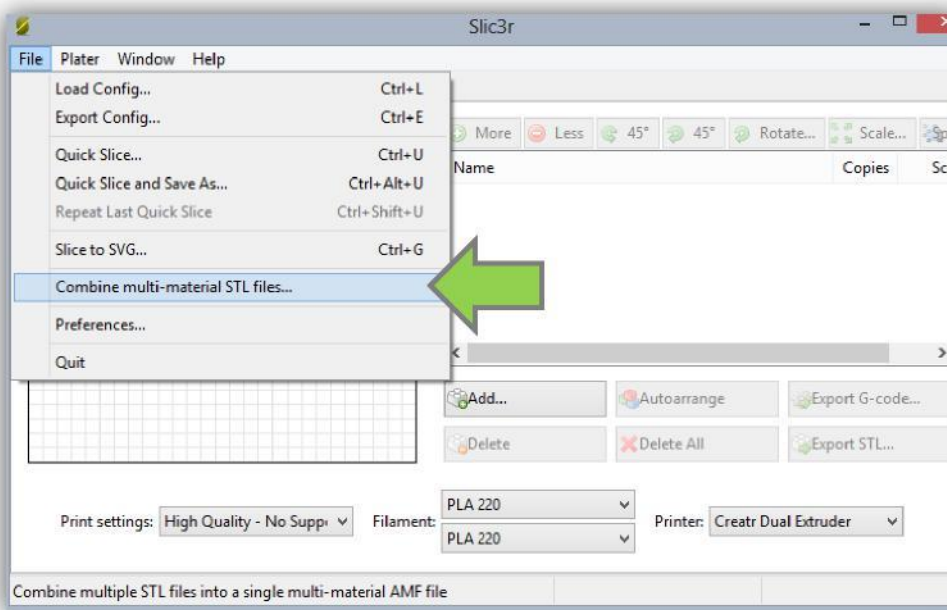 Slic3r
File Plater Window Help
Load Config... Ctrl+L
Export Config... Ctrl+E
Quick Slice... Ctrl+U
Quick Slice and Save As... Ctrl+Alt+U
Repeat Last Quick Slice Ctrl+Shift+U
Slice to SVG... Ctrl+G
Combine multi-material STL files...
Preferences...
Quit
More Less 45° 45° Rotate... Scale...
Name Copies Sc
Add... Autoarrange Export G-code...
Delete Delete All Export STL...
Print settings: High Quality - No Supp Filament: PLA 220 Printer: Creatr Dual Extruder
PLA 220
Combine multiple STL files into a single multi-material AMF file